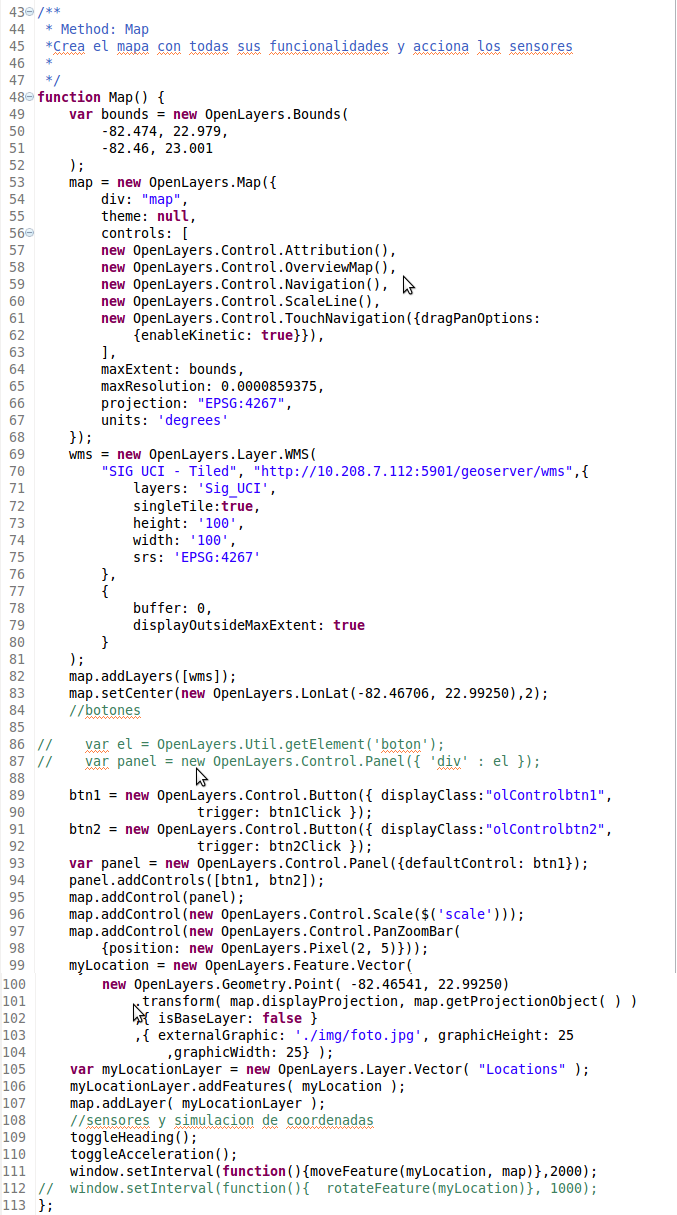 43 /**
44  * Method: Map
45  *Crea el mapa con todas sus funcionalidades y acciona los sensores
46  *
47  */
48 function Map() {
49     var bounds = new OpenLayers.Bounds(
50         -82.474, 22.979,
51         -82.46, 23.001
52     );
53     map = new OpenLayers.Map({
54         div: "map",
55         theme: null,
56         controls: [
57         new OpenLayers.Control.Attribution(),
58         new OpenLayers.Control.OverviewMap(),
59         new OpenLayers.Control.Navigation(),
60         new OpenLayers.Control.ScaleLine(),
61         new OpenLayers.Control.TouchNavigation({dragPanOptions:
62             {enableKinetic: true}}),
63         ],
64         maxExtent: bounds,
65         maxResolution: 0.0000859375,
66         projection: "EPSG:4267",
67         units: 'degrees'
68     });
69     wms = new OpenLayers.Layer.WMS(
70         "SIG UCI - Tiled", "http://10.208.7.112:5901/geoserver/wms",{
71             layers: 'Sig_UCI',
72             singleTile:true,
73             height: '100',
74             width: '100',
75             srs: 'EPSG:4267'
76         },
77         {
78             buffer: 0,
79             displayOutsideMaxExtent: true
80         }
81     );
82     map.addLayers([wms]);
83     map.setCenter(new OpenLayers.LonLat(-82.46706, 22.99250),2);
84     //botones
85
86 //    var el = OpenLayers.Util.getElement('boton');
87 //    var panel = new OpenLayers.Control.Panel({ 'div' : el });
88
89     btn1 = new OpenLayers.Control.Button({ displayClass:"olControlbtn1",
90                     trigger: btn1Click });
91     btn2 = new OpenLayers.Control.Button({ displayClass:"olControlbtn2",
92                     trigger: btn2Click });
93     var panel = new OpenLayers.Control.Panel({defaultControl: btn1});
94     panel.addControls([btn1, btn2]);
95     map.addControl(panel);
96     map.addControl(new OpenLayers.Control.Scale($('scale')));
97     map.addControl(new OpenLayers.Control.PanZoomBar(
98         {position: new OpenLayers.Pixel(2, 5)}));
99     myLocation = new OpenLayers.Feature.Vector(
100         new OpenLayers.Geometry.Point( -82.46541, 22.99250)
101             .transform( map.displayProjection, map.getProjectionObject( ) )
102             ,{ isBaseLayer: false }
103             ,{ externalGraphic: './img/foto.jpg', graphicHeight: 25
104                 ,graphicWidth: 25} );
105     var myLocationLayer = new OpenLayers.Layer.Vector( "Locations" );
106     myLocationLayer.addFeatures( myLocation );
107     map.addLayer( myLocationLayer );
108     //sensores y simulacion de coordenadas
109     toggleHeading();
110     toggleAcceleration();
111     window.setInterval(function(){moveFeature(myLocation, map)},2000);
112 //  window.setInterval(function(){  rotateFeature(myLocation)}, 1000);
113 };